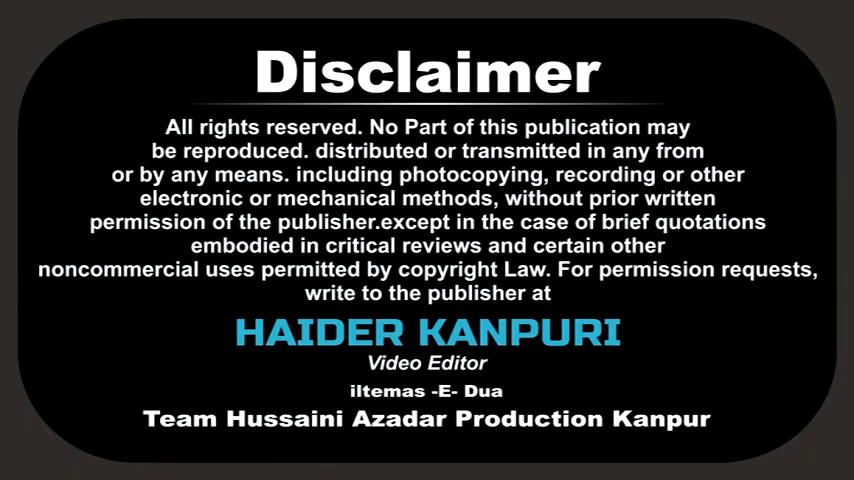 Disclaimer
All rights reserved. No Part of this publication may
be reproduced. distributed or transmitted in any from
or by any means. including photocopying, recording or other
electronic or mechanical methods, without prior written
permission of the publisher.except in the case of brief quotations
embodied in critical reviews and certain other
noncommercial uses permitted by copyright Law. For permission requests,
write to the publisher at
HAIDER KANPURI
Video Editor
iltemas -E- Dua
Team Hussaini Azadar Production Kanpur